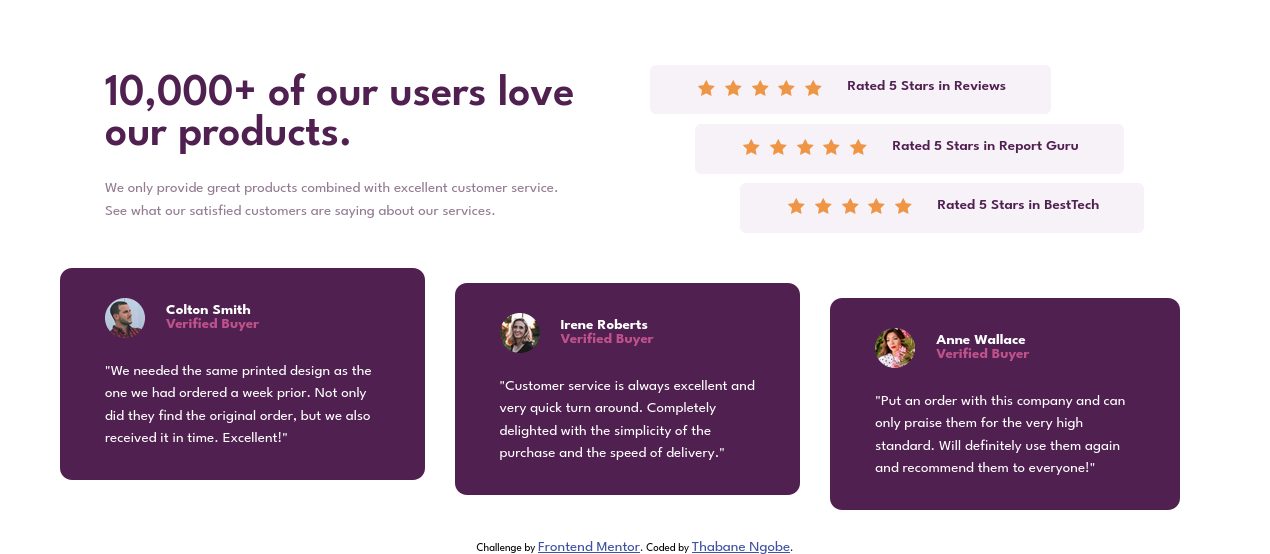 10,000+ of our users love
our products.
We only provide great products combined with excellent customer service.
See what our satisfied customers are saying about our services.
Rated 5 Stars in Reviews
Rated 5 Stars in Report Guru
Rated 5 Stars in BestTech
Colton Smith
Verified Buyer
"We needed the same printed design as the
one we had ordered a week prior. Not only
did they find the original order, but we also
received it in time. Excellent!"
Irene Roberts
Verified Buyer
"Customer service is always excellent and
very quick turn around. Completely
delighted with the simplicity of the
purchase and the speed of delivery."
Anne Wallace
Verified Buyer
"Put an order with this company and can
only praise them for the very high
standard. Will definitely use them again
and recommend them to everyone!"
Challenge by Frontend Mentor. Coded by Thabane Ngobe.